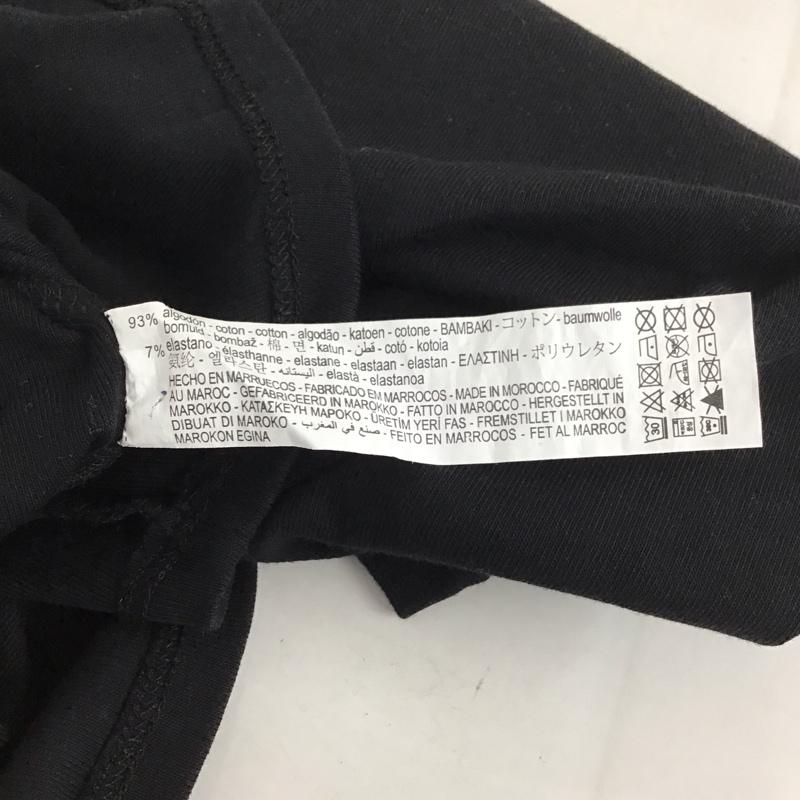 93% algodón - coton - cotton - algodão - katoen - cotone - BAMBAKI - コットン - baumwolle
bomuld - bombaž - 棉 - 면 - katun - قطن - cotó - kotoia
7% elastano - élasthanne - elastane - elastaan - elastan - ΕΛΑΣΤΙΝΗ - ポリウレタン
氨纶 - 엘라스탄 - اليستانه - elastà - elastanoa
HECHO EN MARRUECOS - FABRICADO EM MARROCOS - MADE IN MOROCCO - FABRIQUÉ
AU MAROC - GEFABRICEERD IN MAROKKO - FATTO IN MAROCCO - HERGESTELLT IN
MAROKKO - ΚΑΤΑΣΚΕΥΗ ΜΑΡΟΚΟ - ÜRETİM YERİ FAS - FREMSTILLET I MAROKKO
DIBUAT DI MAROKO - صنع في المغرب - FEITO EN MARROCOS - FET AL MARROC
MAROKON EGINA
30